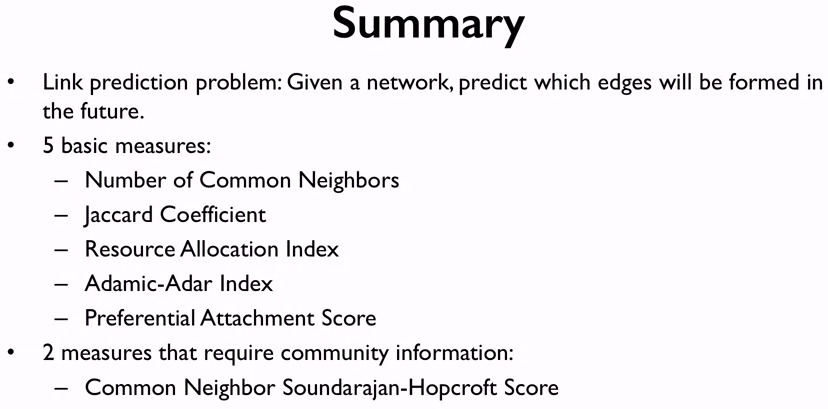 Summary
• Link prediction problem: Given a network, predict which edges will be formed in
the future.
• 5 basic measures:
– Number of Common Neighbors
– Jaccard Coefficient
– Resource Allocation Index
– Adamic-Adar Index
– Preferential Attachment Score
• 2 measures that require community information:
– Common Neighbor Soundarajan-Hopcroft Score